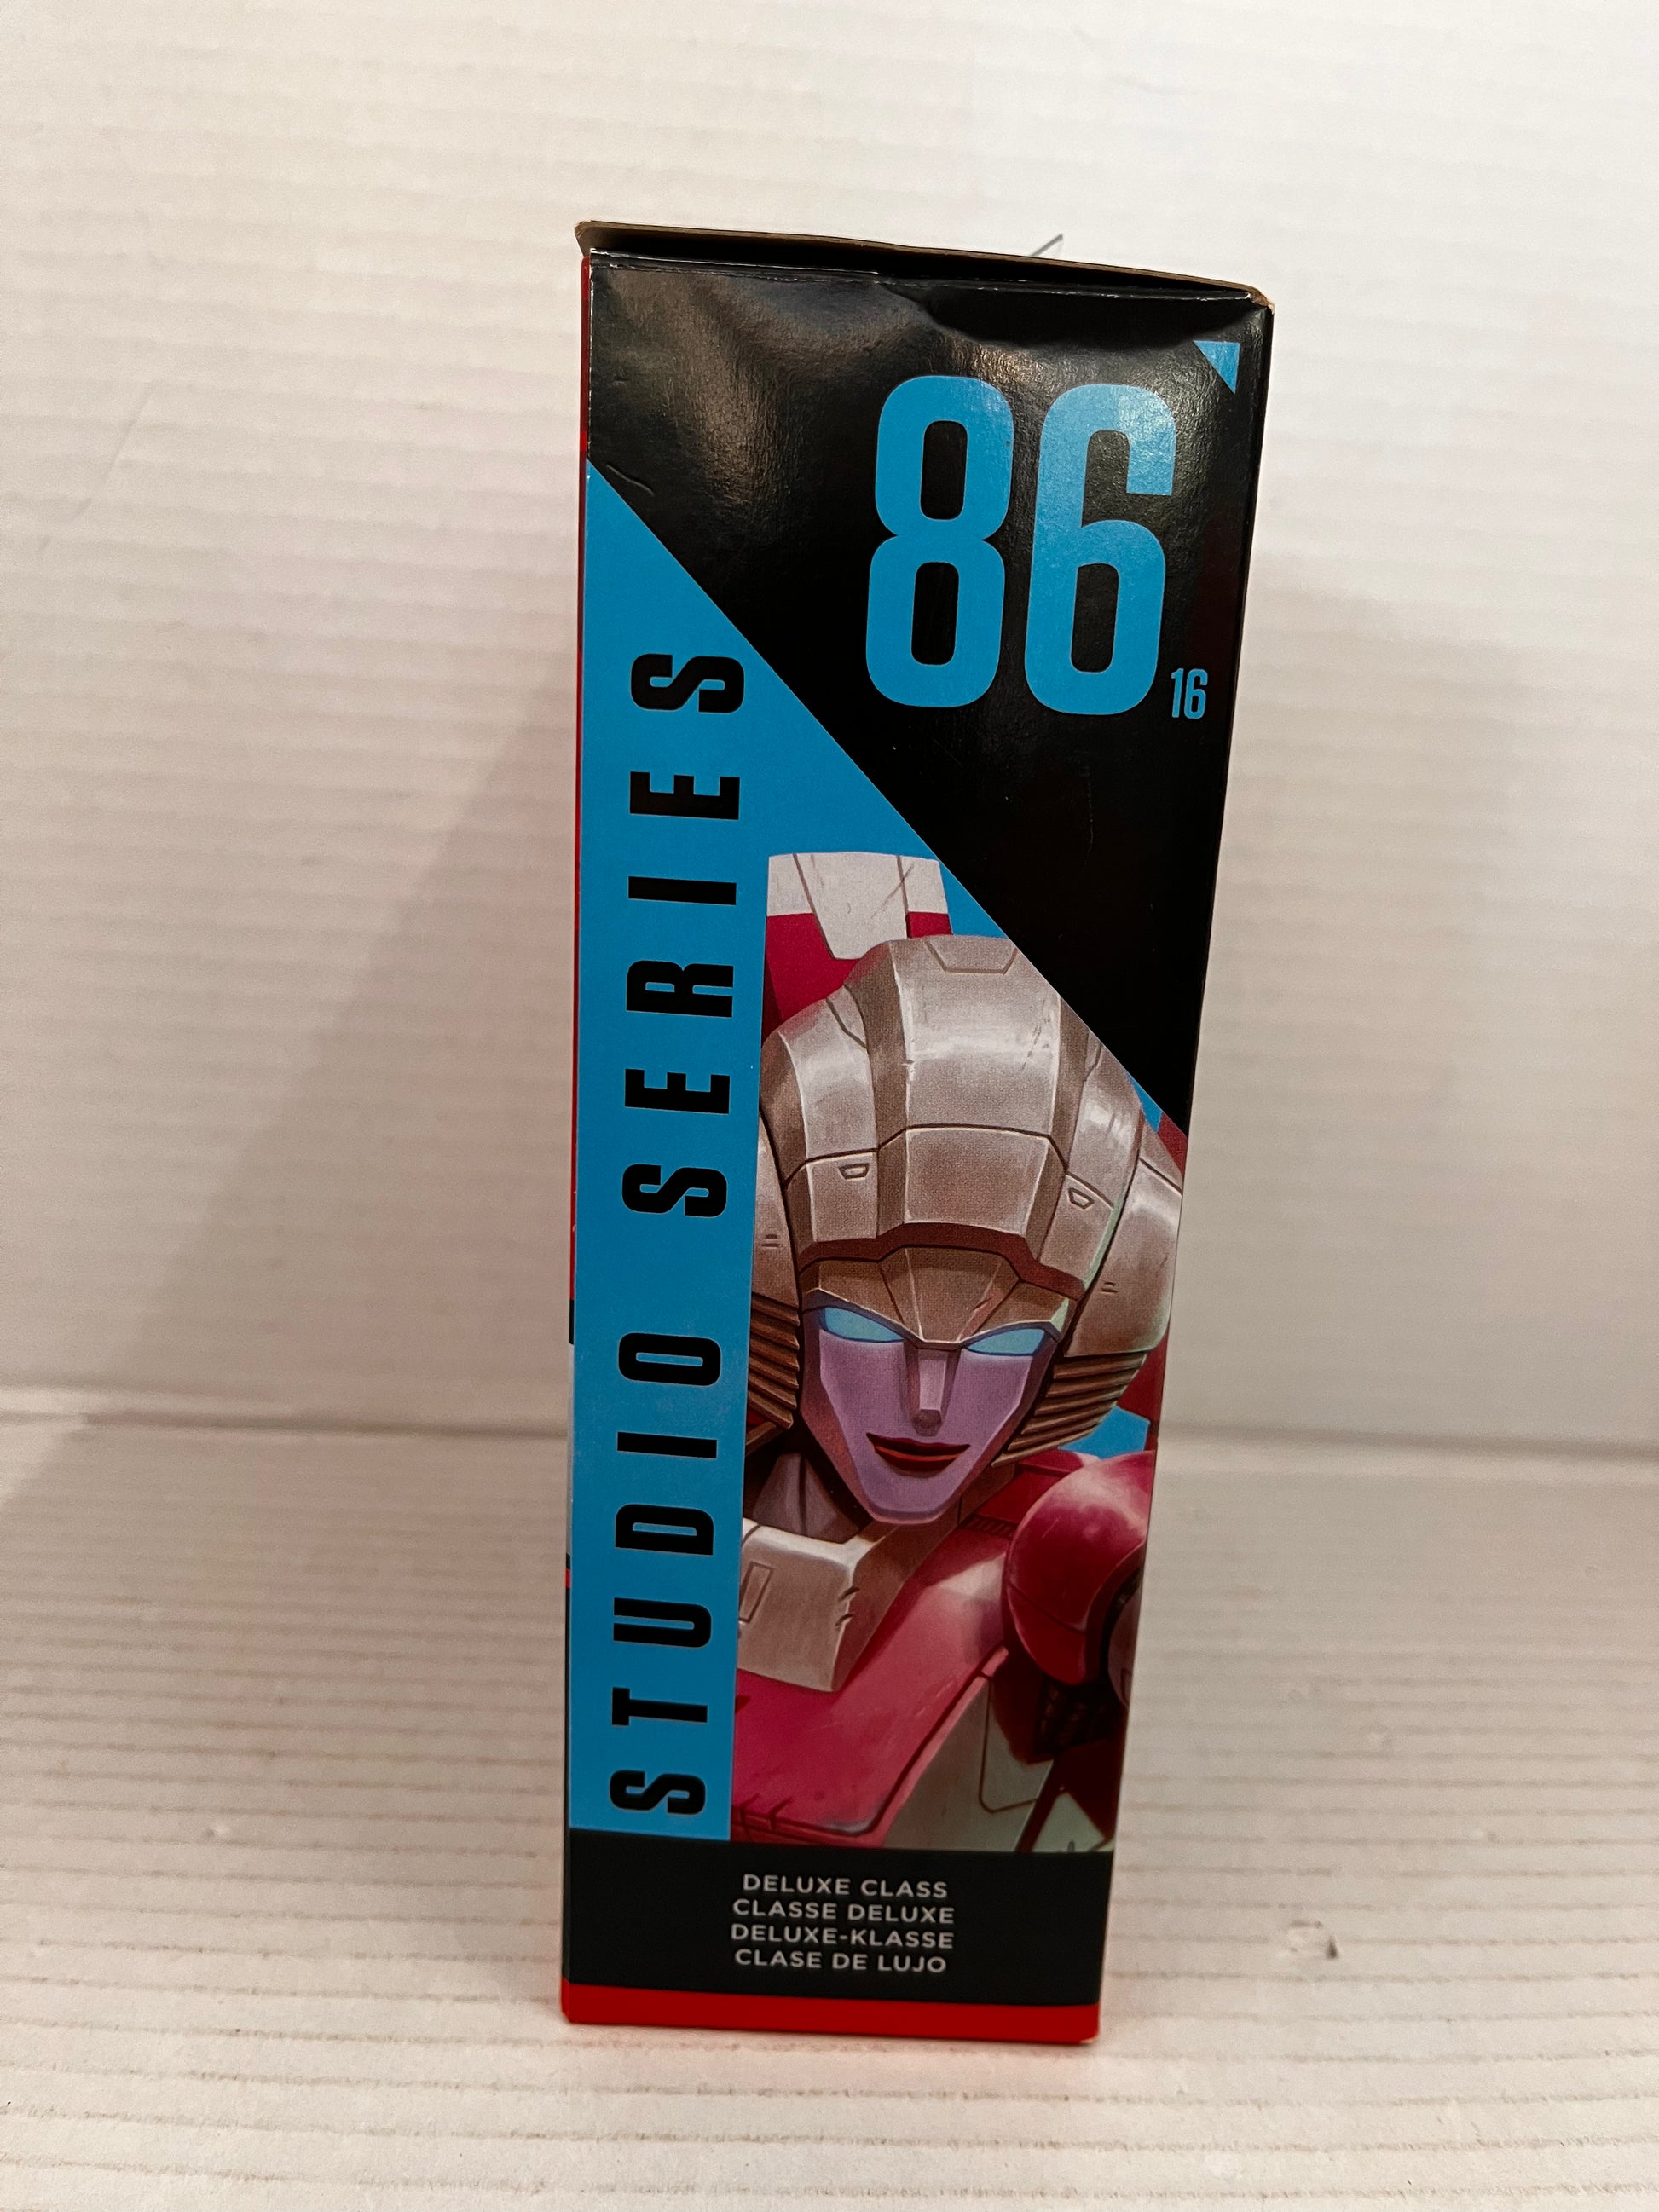 86
16
STUDIO SERIES
DELUXE CLASS
CLASSE DELUXE
DELUXE-KLASSE
CLASE DE LUJO